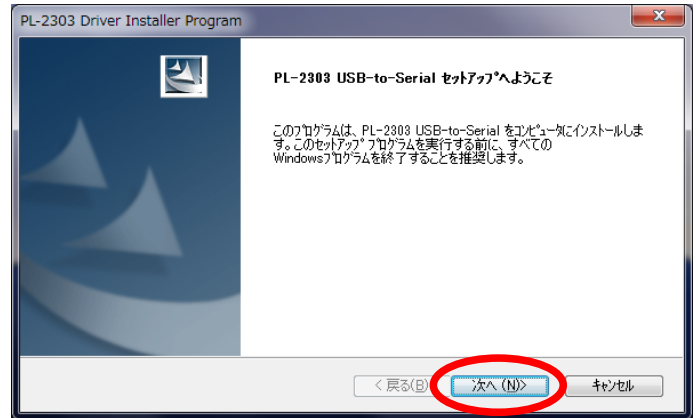 PL-2303 Driver Installer Program
PL-2303 USB-to-Serial ｾｯﾄｱｯﾌﾟへようこそ
このﾌﾟﾛｸﾞﾗﾑは、PL-2303 USB-to-Serial をｺﾝﾋﾟｭｰﾀにインストールしま
す。このｾｯﾄｱｯﾌﾟ ﾌﾟﾛｸﾞﾗﾑを実行する前に、すべての
Windowsﾌﾟﾛｸﾞﾗﾑを終了することを推奨します。
< 戻る(B)
次へ (N)>
ｷｬﾝｾﾙ